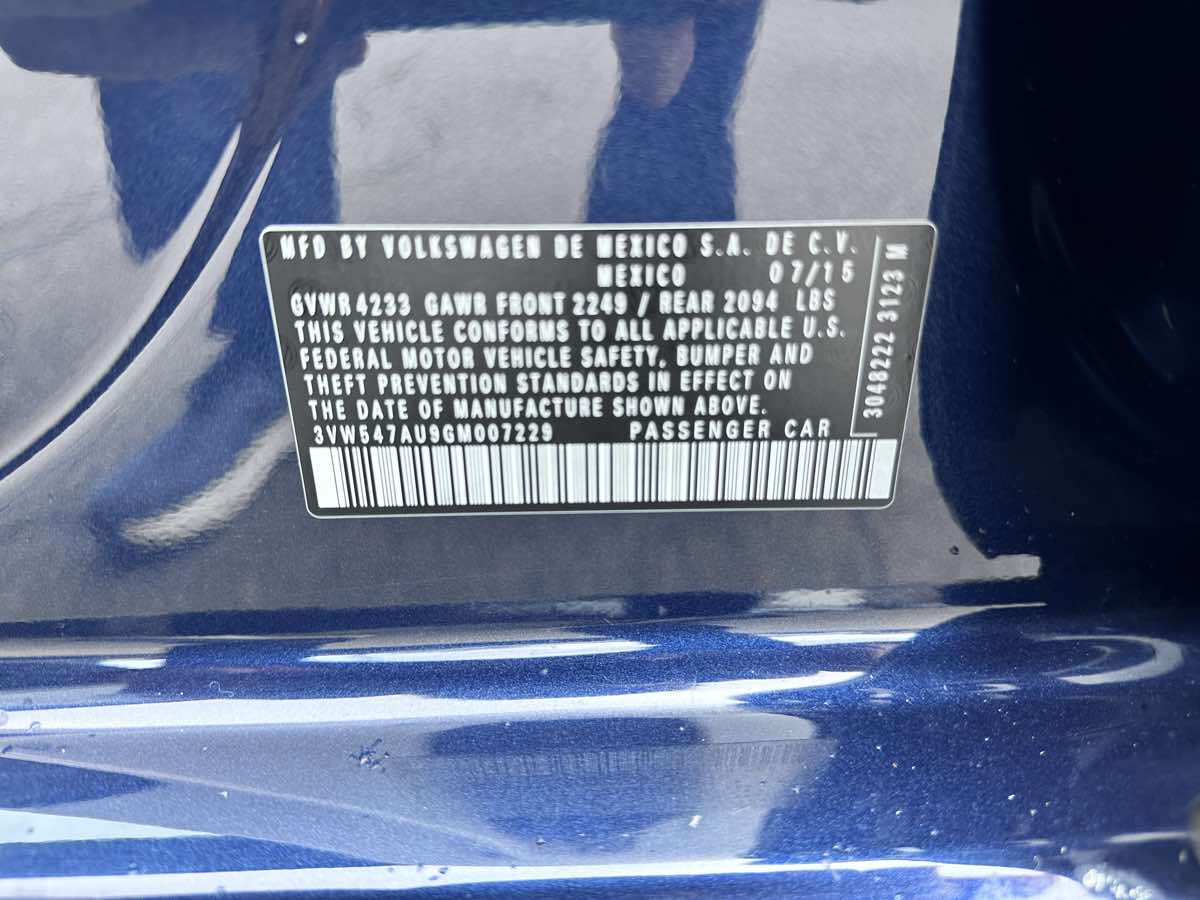 MFD BY VOLKSWAGEN DE MEXICO S.A. DE C.V.
MEXICO 07/15
GVWR 4233 GAWR FRONT 2249 / REAR 2094 LBS
THIS VEHICLE CONFORMS TO ALL APPLICABLE U.S.
FEDERAL MOTOR VEHICLE SAFETY, BUMPER AND
THEFT PREVENTION STANDARDS IN EFFECT ON
THE DATE OF MANUFACTURE SHOWN ABOVE.
3VW547AU9GM007229 PASSENGER CAR
3048222 3123 M